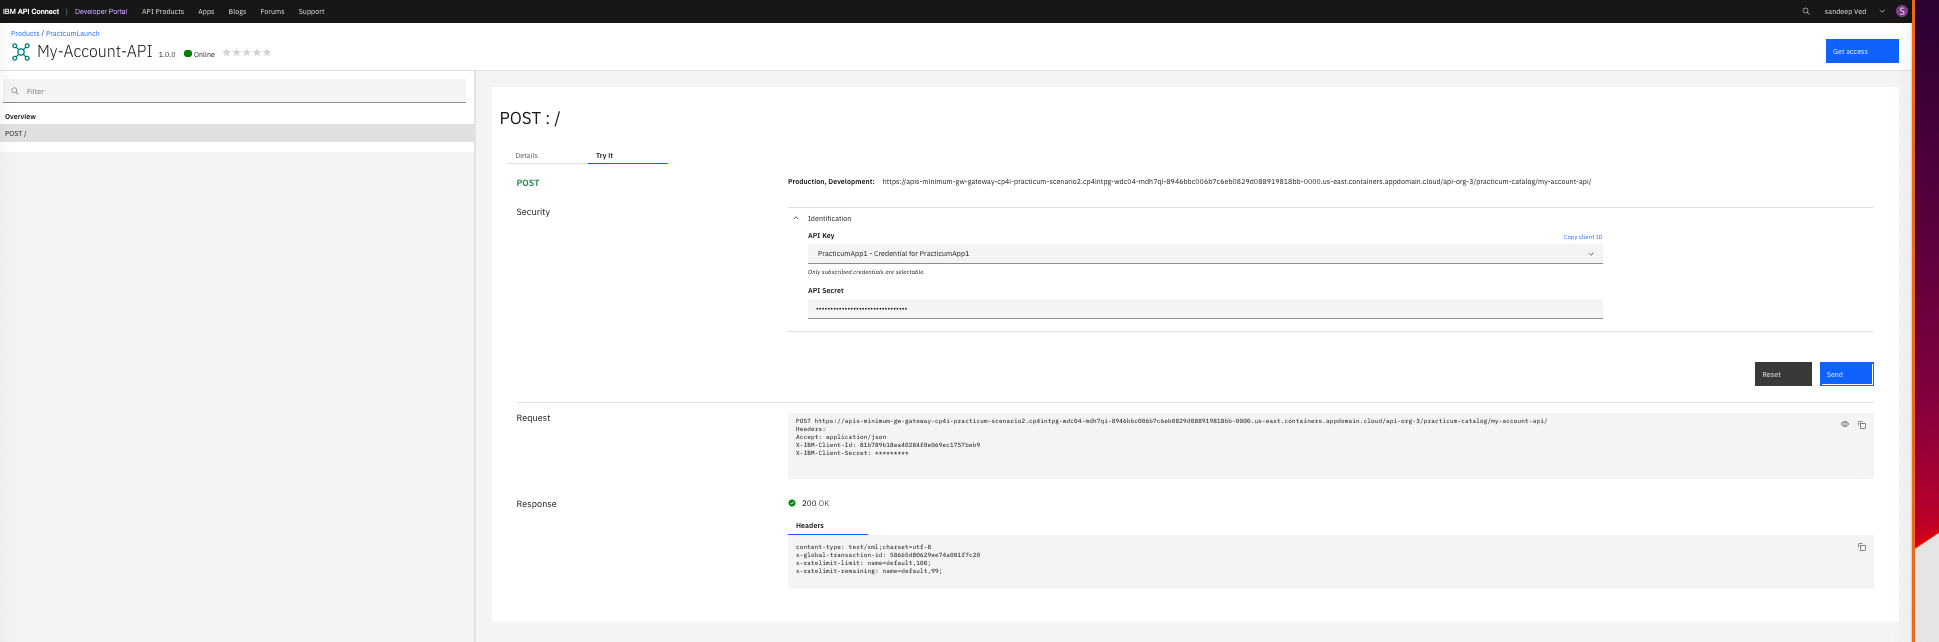 IBM API Connect | Developer Portal API Products Apps Blogs Forums Support sandeep Ved S
Products / PractcumLaunch
My-Account-API 1.0.0 Online ★★★★★
Get access
Filter
Overview
POST /
POST : /
Details Try it
POST
Production, Development: https://apis-minimum-gw-gateway-cp4i-practicum-scenario2.cp4intpg-wdc04-mdh7qi-8946bbc006b7c6eb0829d088919818bb-0000.us-east.containers.appdomain.cloud/api-org-3/practicum-catalog/my-account-api/
Security
Identification
API Key
Copy client ID
PracticumApp1 - Credential for PracticumApp1
Only subscribed credentials are selectable.
API Secret
••••••••••••••••••••••••••••••••
Reset Send
Request
POST https://apis-minimum-gw-gateway-cp4i-practicum-scenario2.cp4intpg-wdc04-mdh7qi-8946bbc006b7c6eb0829d088919818bb-0000.us-east.containers.appdomain.cloud/api-org-3/practicum-catalog/my-account-api/
Headers:
Accept: application/json
X-IBM-Client-Id: 81b789b18ea40284f0e069ec1757beb9
X-IBM-Client-Secret: *********
Response
200 OK
Headers
content-type: text/xml;charset=utf-8
x-global-transaction-id: 58665d80629ee74a001f7c20
x-ratelimit-limit: name=default,100;
x-ratelimit-remaining: name=default,99;